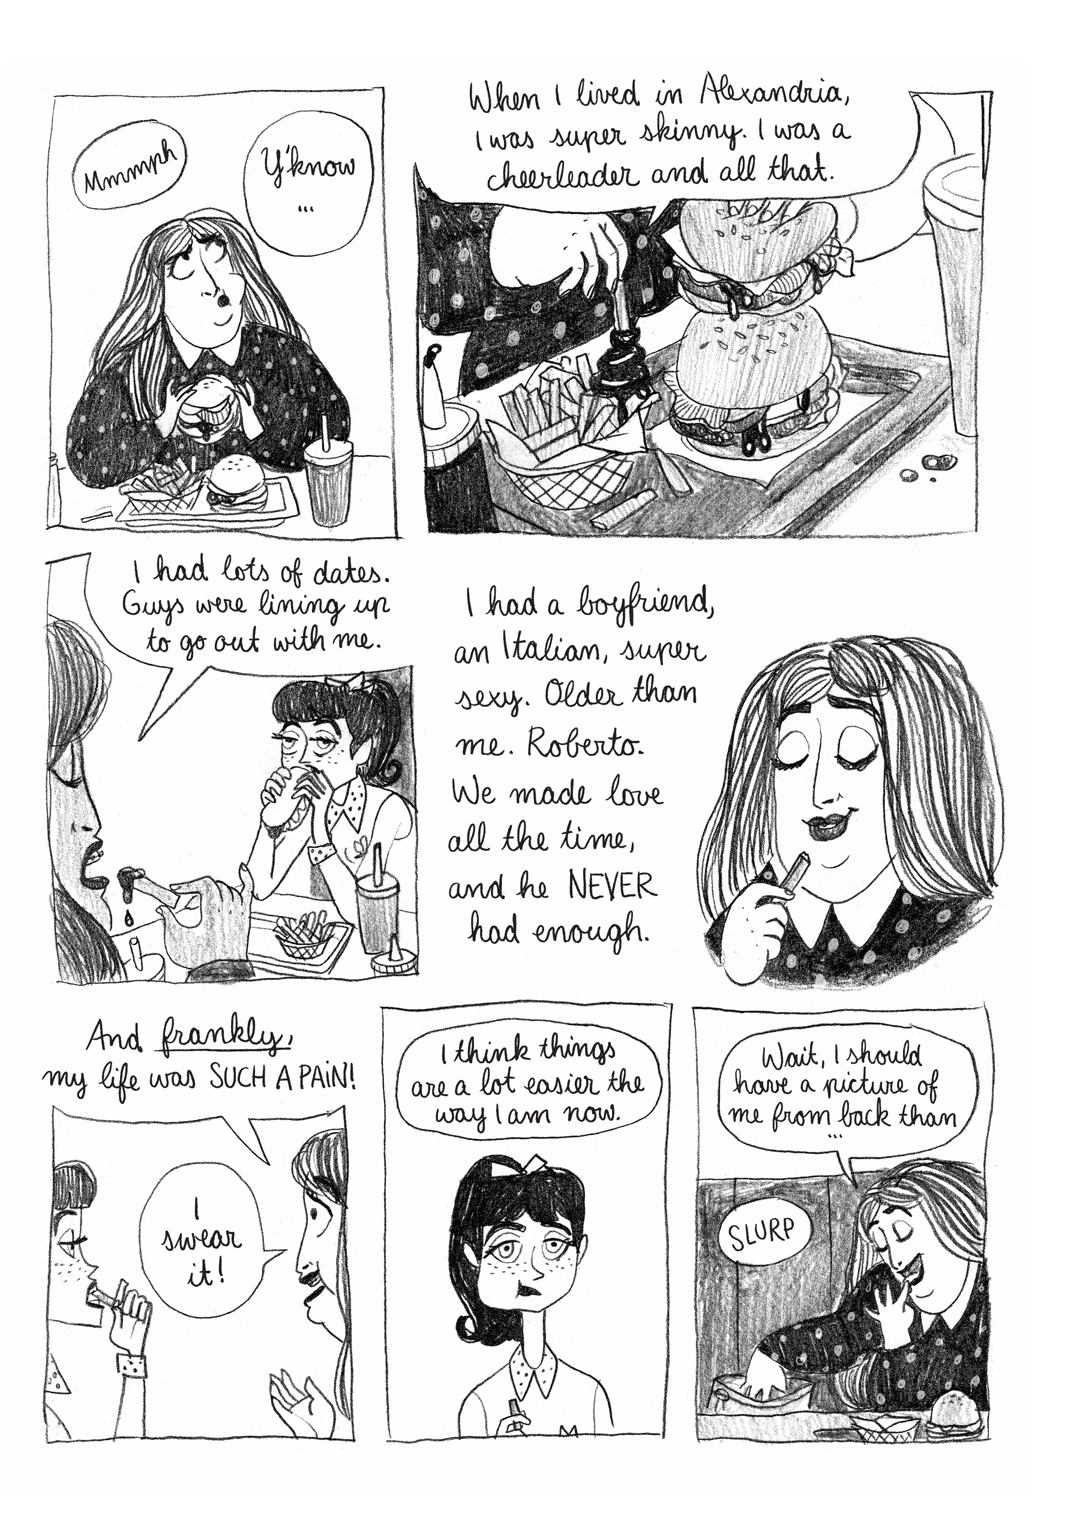 Mmmmph
Y'know
...
When I lived in Alexandria,
I was super skinny. I was a
cheerleader and all that.
I had lots of dates.
Guys were lining up
to go out with me.
I had a boyfriend,
an Italian, super
sexy. Older than
me. Roberto.
We made love
all the time,
and he NEVER
had enough.
And frankly,
my life was SUCH A PAiN!
I
swear
it!
I think things
are a lot easier the
way I am now.
Wait, I should
have a picture of
me from back than
...
SLURP